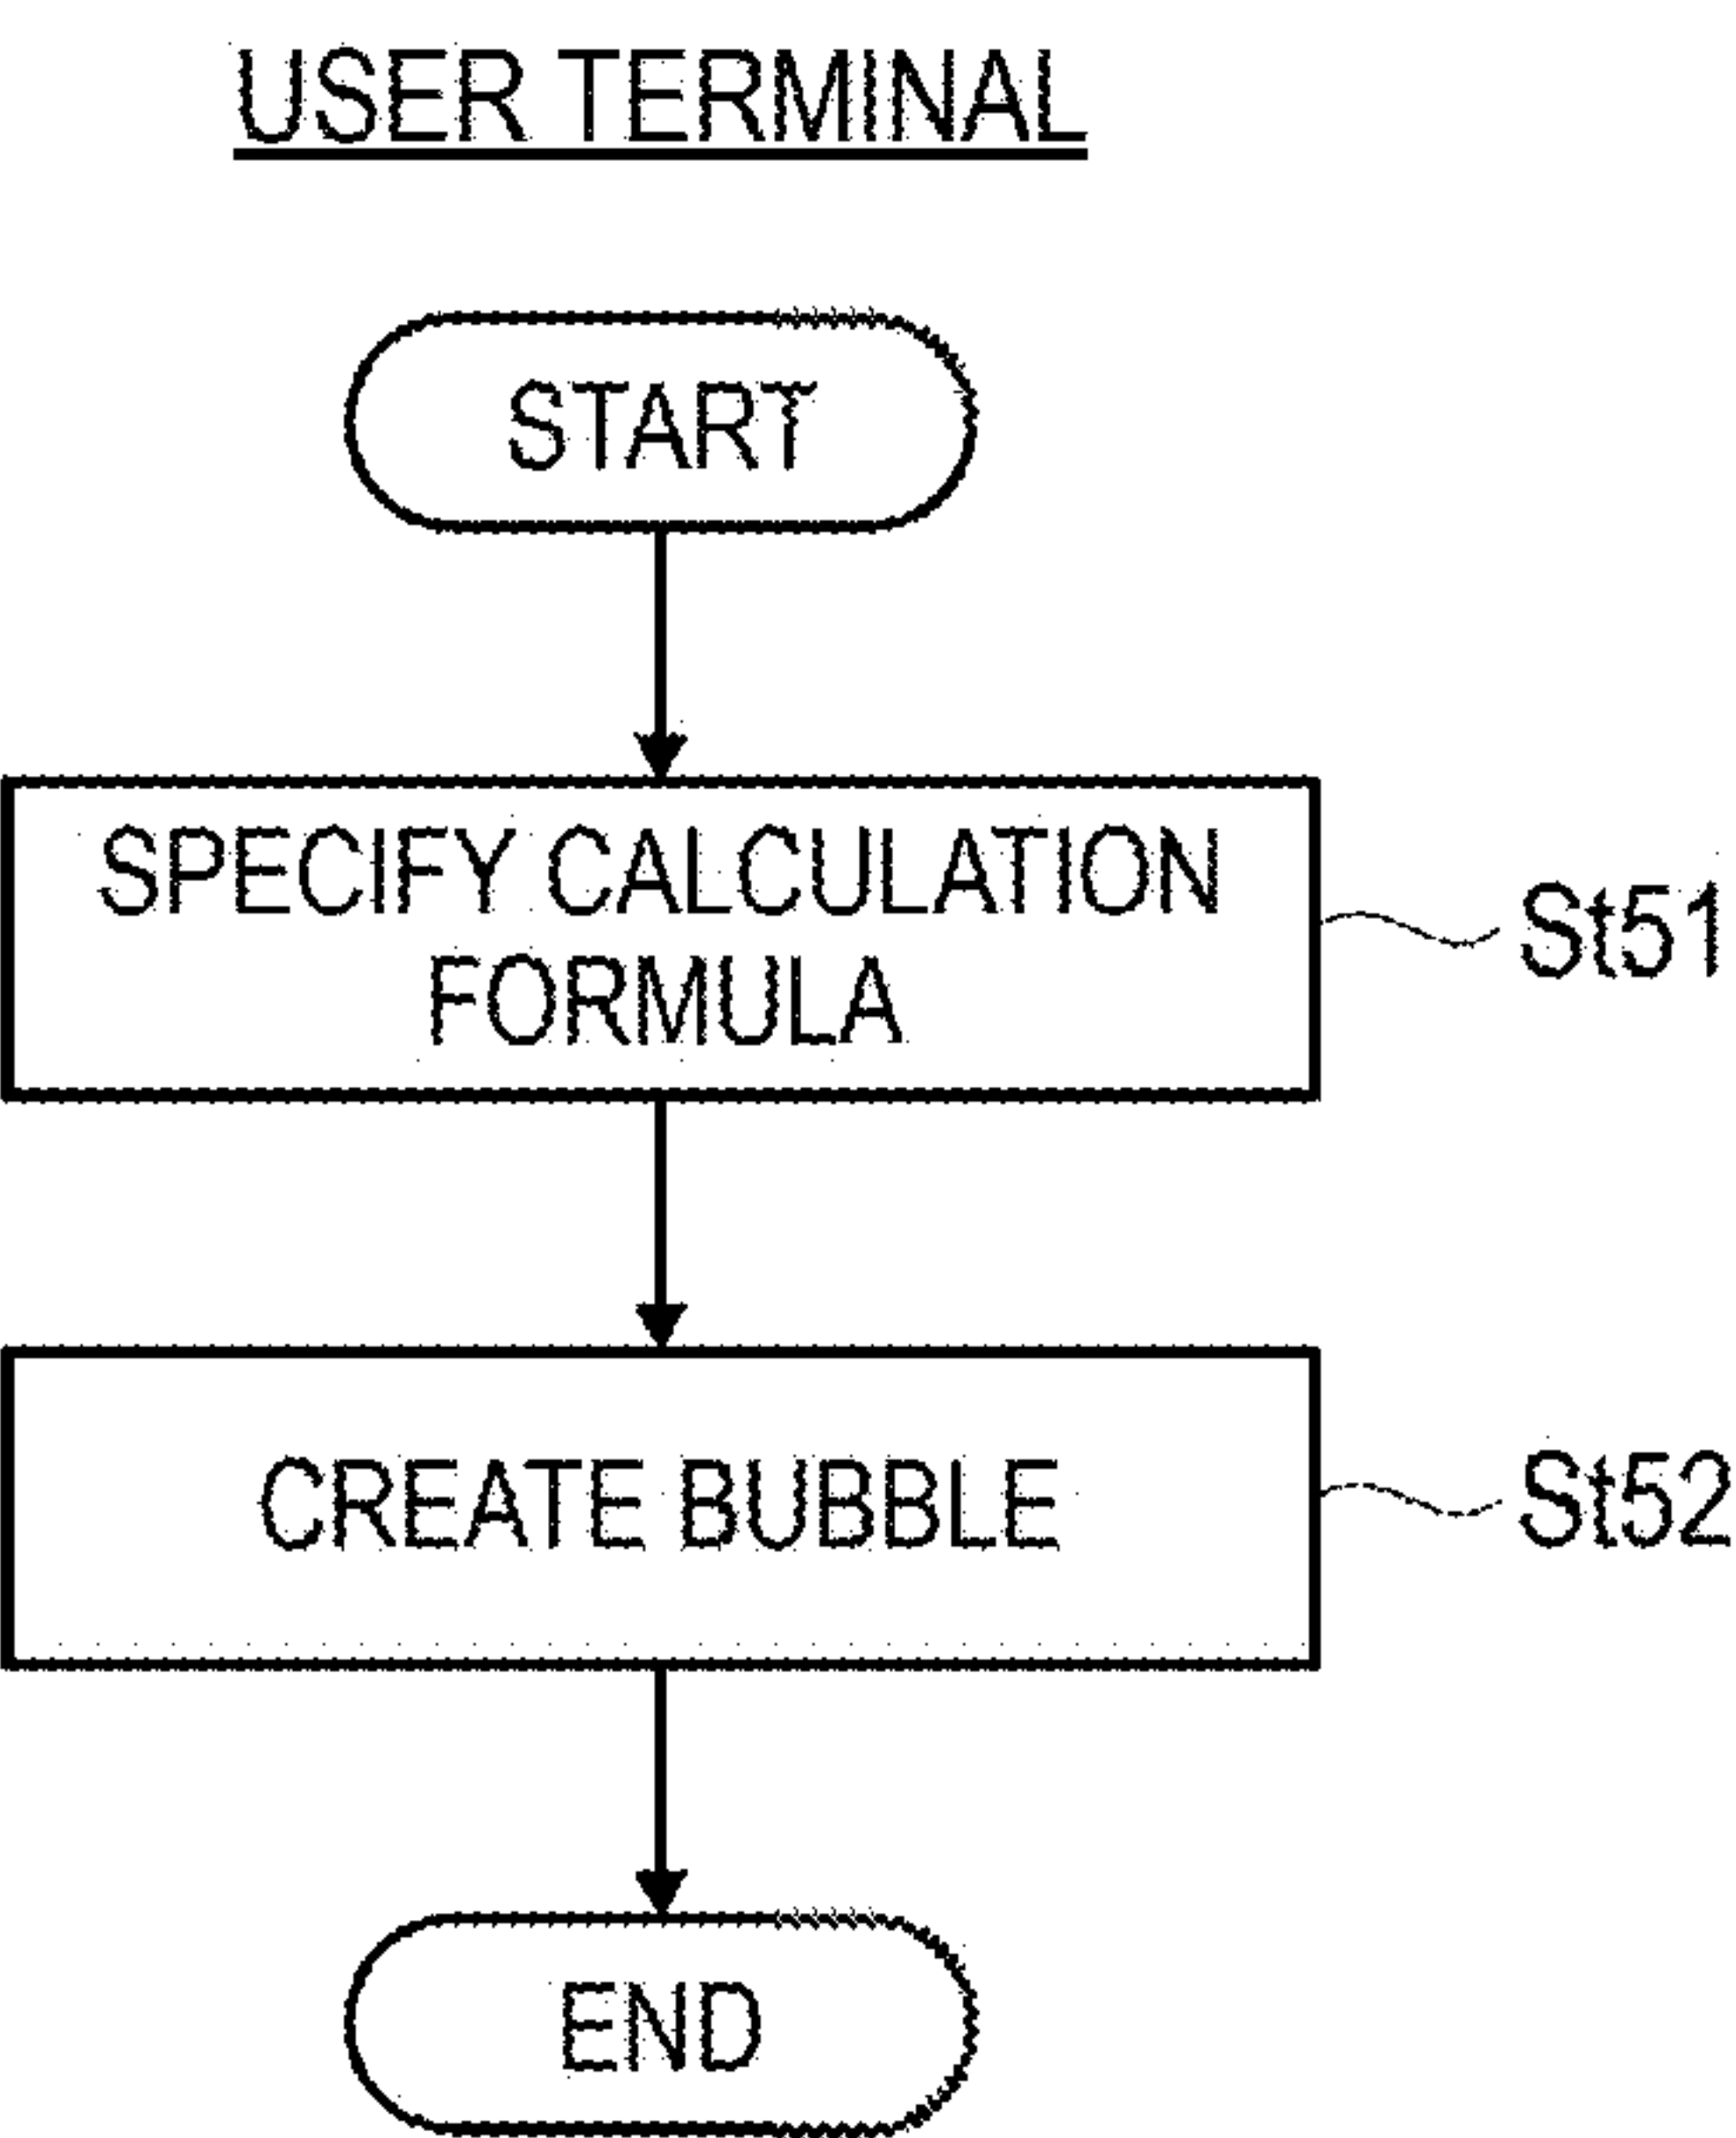 USER TERMINAL
START
SPECIFY CALCULATION
FORMULA
St51
CREATE BUBBLE
St52
END